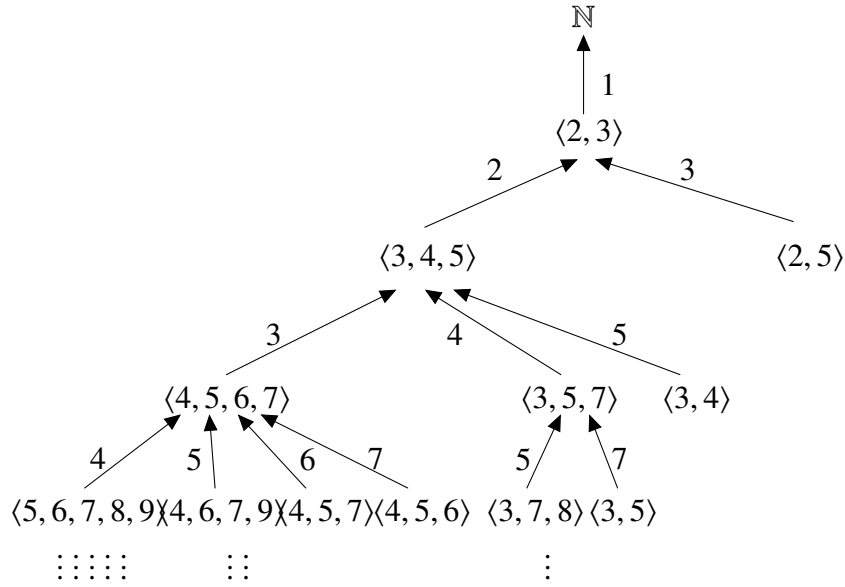 ℕ
1
⟨2, 3⟩
2 3
⟨3, 4, 5⟩ ⟨2, 5⟩
3 4 5
⟨4, 5, 6, 7⟩ ⟨3, 5, 7⟩ ⟨3, 4⟩
4 5 6 7 5 7
⟨5, 6, 7, 8, 9⟩⟨4, 6, 7, 9⟩⟨4, 5, 7⟩⟨4, 5, 6⟩ ⟨3, 7, 8⟩ ⟨3, 5⟩
⋮⋮⋮⋮⋮ ⋮⋮ ⋮